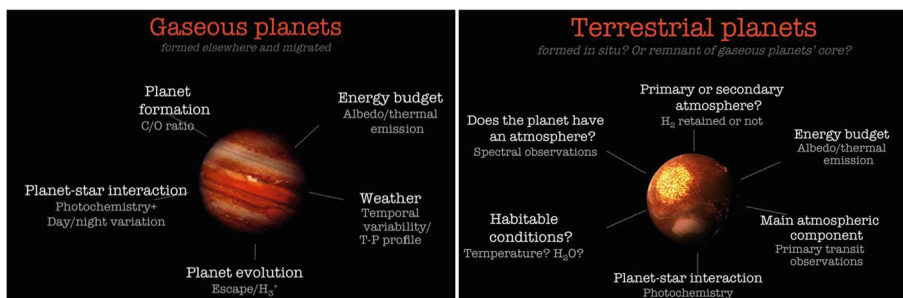 Gaseous planets
formed elsewhere and migrated
Planet
formation
C/O ratio
Energy budget
Albedo/thermal
emission
Planet-star interaction
Photochemistry+
Day/night variation
Weather
Temporal
variability/
T-P profile
Planet evolution
Escape/H₃⁺
Terrestrial planets
formed in situ? Or remnant of gaseous planets' core?
Primary or secondary
atmosphere?
H₂ retained or not
Does the planet have
an atmosphere?
Spectral observations
Energy budget
Albedo/thermal
emission
Habitable
conditions?
Temperature? H₂O?
Main atmospheric
component
Primary transit
observations
Planet-star interaction
Photochemistry